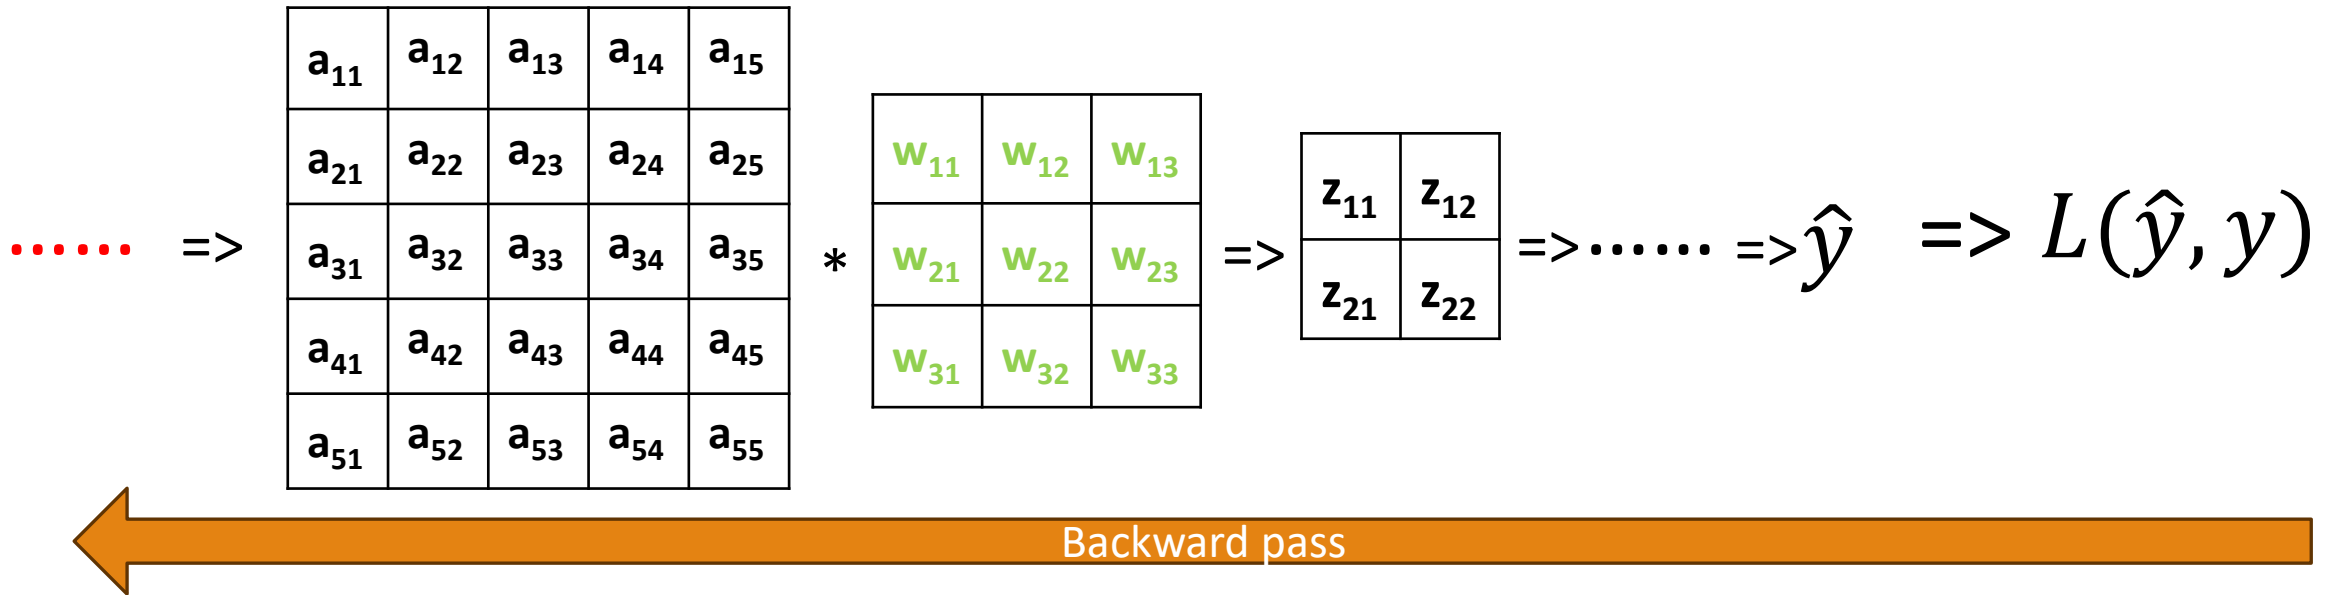 a11 a12 a13 a14 a15
a21 a22 a23 a24 a25
a31 a32 a33 a34 a35
a41 a42 a43 a44 a45
a51 a52 a53 a54 a55
w11 w12 w13
w21 w22 w23
w31 w32 w33
z11 z12
z21 z22
...... => * => => ...... => ŷ => L(ŷ, y)
Backward pass